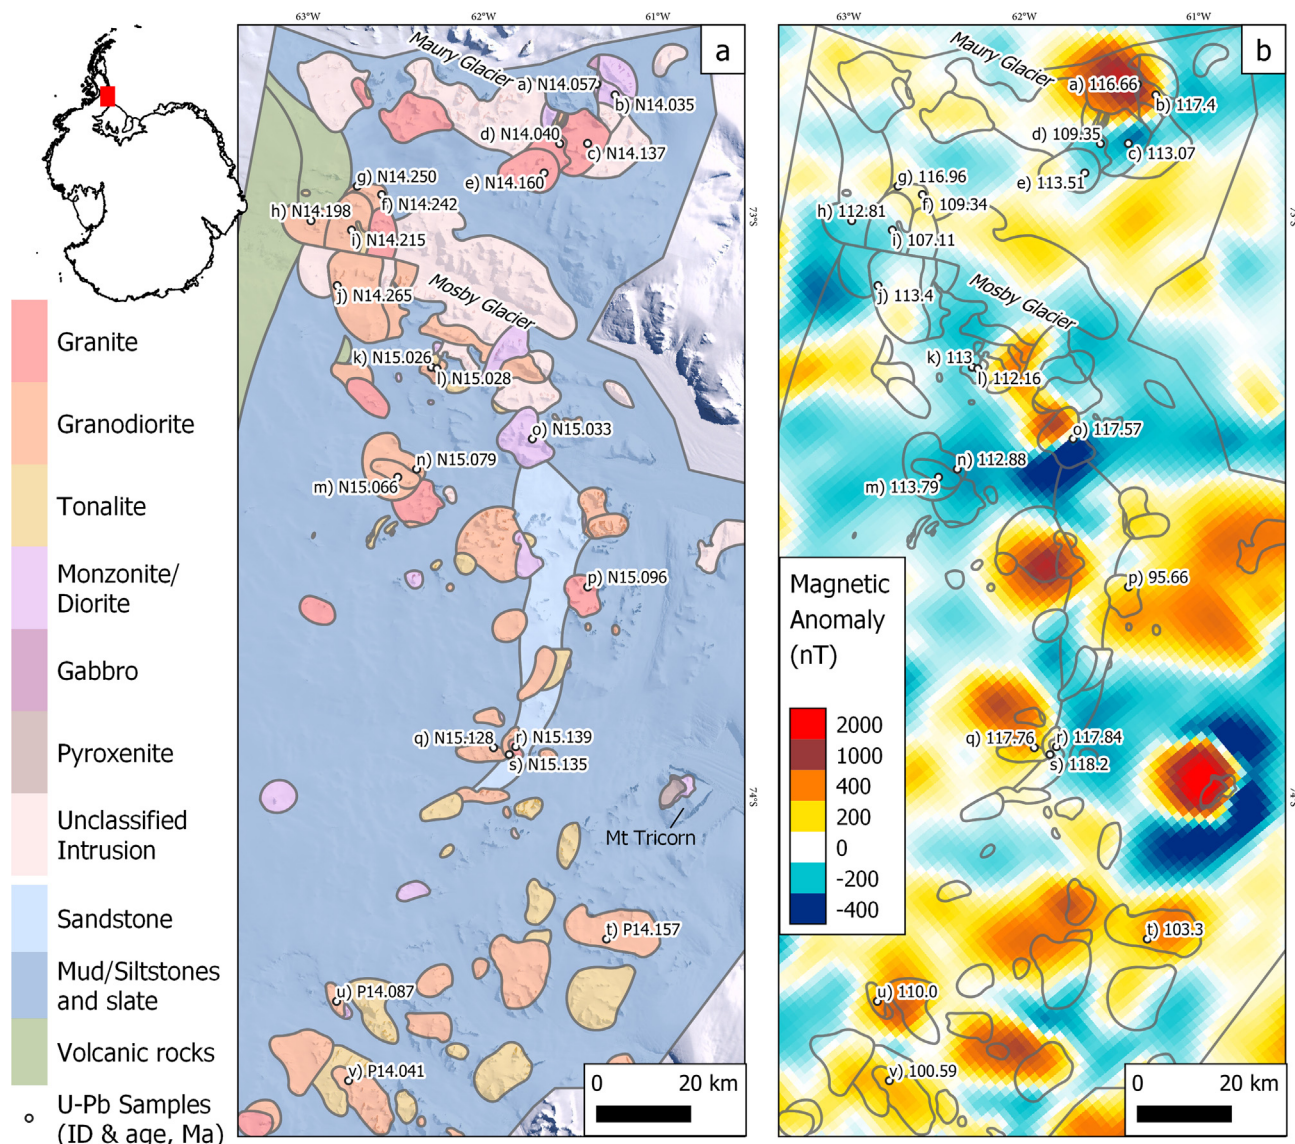 63°W
62°W
61°W
a
Maury Glacier
a) N14.057
b) N14.035
d) N14.040
c) N14.137
e) N14.160
g) N14.250
f) N14.242
h) N14.198
i) N14.215
73°S
j) N14.265
Mosby Glacier
k) N15.026
l) N15.028
o) N15.033
n) N15.079
m) N15.066
p) N15.096
q) N15.128
r) N15.139
s) N15.135
74°S
Mt Tricorn
t) P14.157
u) P14.087
v) P14.041
0
20 km
Granite
Granodiorite
Tonalite
Monzonite/
Diorite
Gabbro
Pyroxenite
Unclassified
Intrusion
Sandstone
Mud/Siltstones
and slate
Volcanic rocks
U-Pb Samples
(ID & age, Ma)
63°W
62°W
61°W
b
Maury Glacier
a) 116.66
b) 117.4
d) 109.35
c) 113.07
e) 113.51
g) 116.96
f) 109.34
h) 112.81
i) 107.11
73°S
j) 113.4
Mosby Glacier
k) 113
l) 112.16
o) 117.57
n) 112.88
m) 113.79
p) 95.66
Magnetic
Anomaly
(nT)
2000
1000
400
200
0
-200
-400
q) 117.76
r) 117.84
s) 118.2
74°S
t) 103.3
u) 110.0
v) 100.59
0
20 km